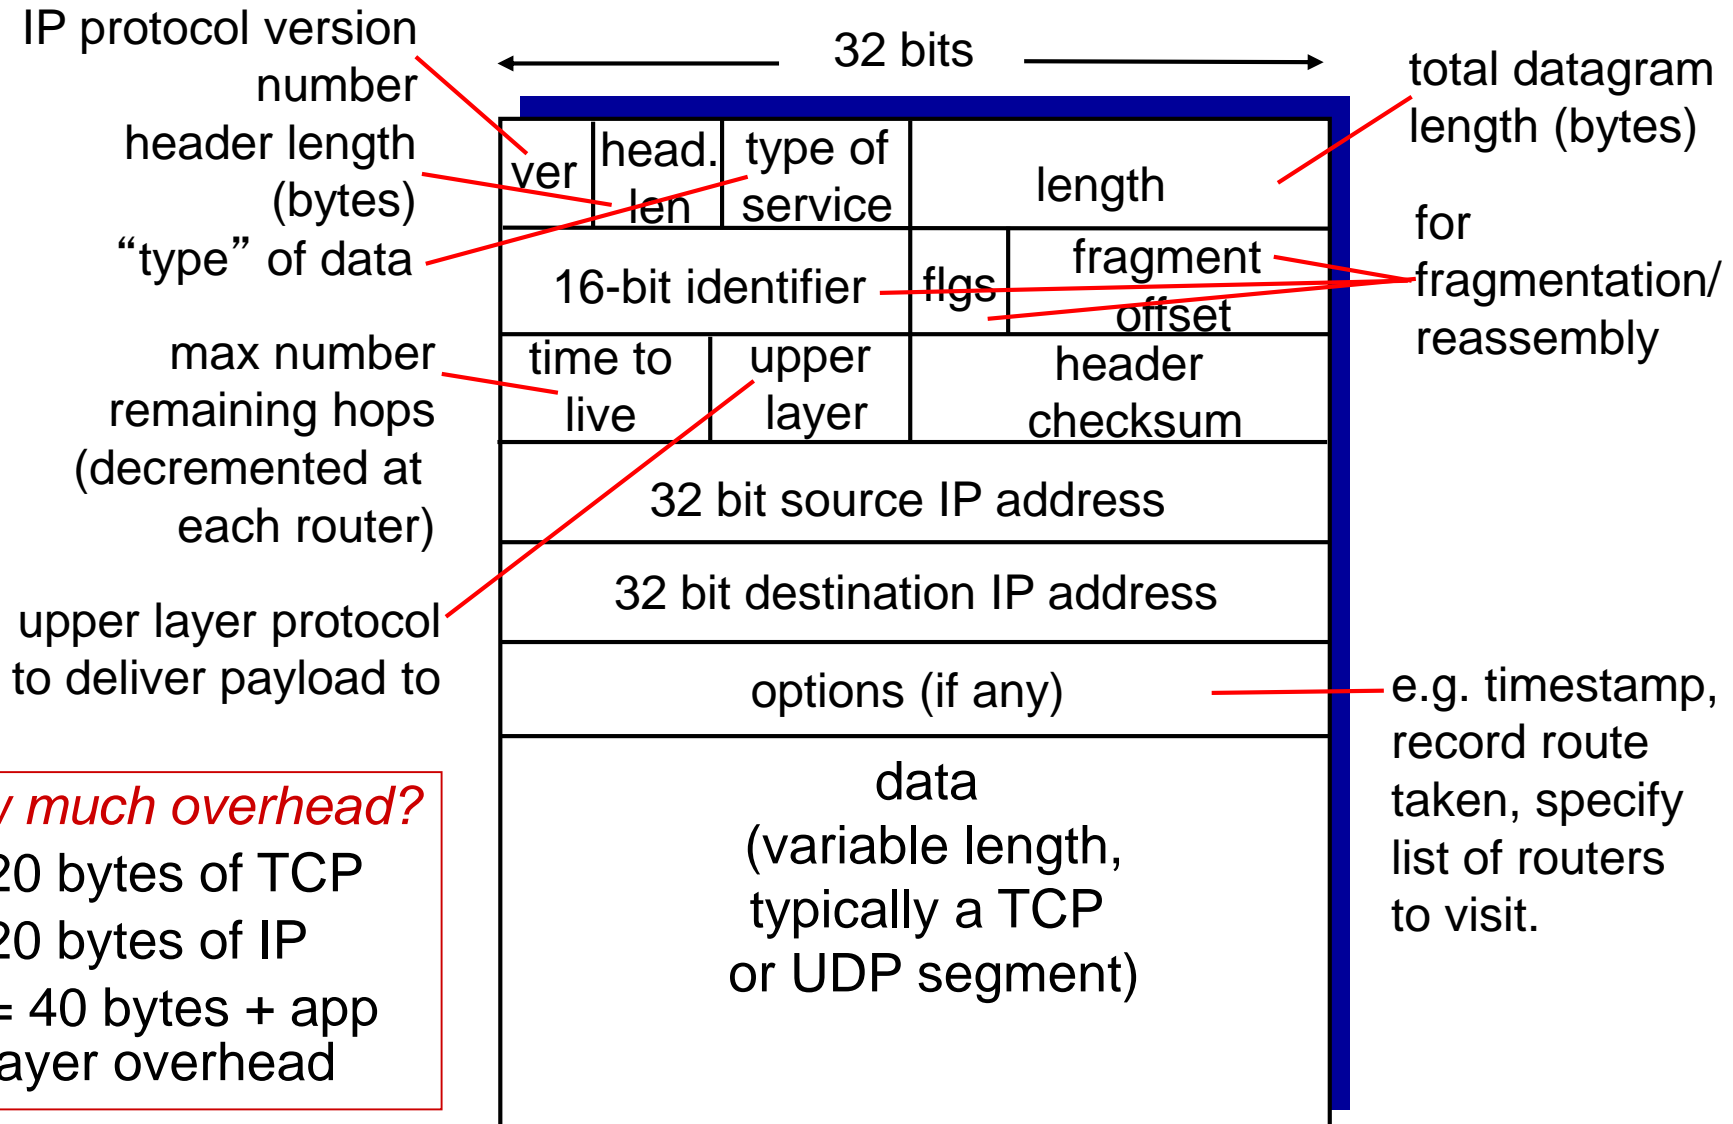 IP protocol version
number
header length
(bytes)
“type” of data
max number
remaining hops
(decremented at
each router)
upper layer protocol
to deliver payload to
much overhead?
20 bytes of TCP
20 bytes of IP
= 40 bytes + app
overhead
32 bits
ver
head.
len
type of
service
length
16-bit identifier
flgs
fragment
offset
time to
live
upper
layer
header
checksum
32 bit source IP address
32 bit destination IP address
options (if any)
data
(variable length,
typically a TCP
or UDP segment)
total datagram
length (bytes)
for
fragmentation/
reassembly
e.g. timestamp,
record route
taken, specify
list of routers
to visit.